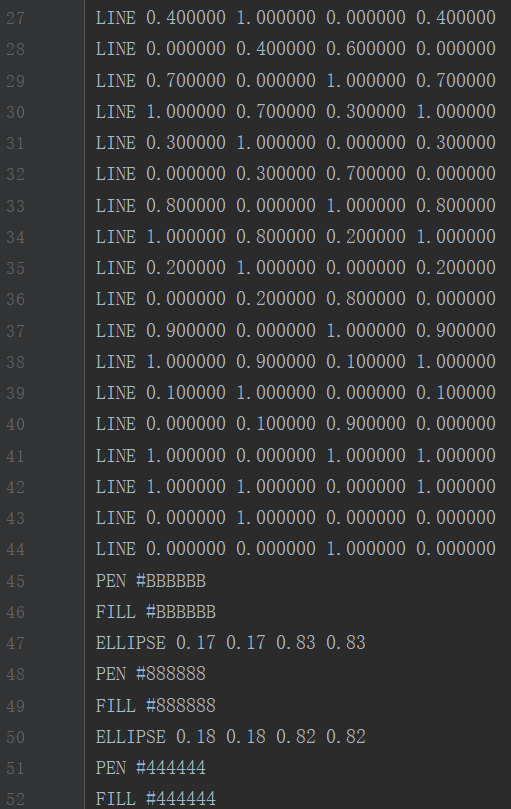 27 LINE 0.400000 1.000000 0.000000 0.400000
28 LINE 0.000000 0.400000 0.600000 0.000000
29 LINE 0.700000 0.000000 1.000000 0.700000
30 LINE 1.000000 0.700000 0.300000 1.000000
31 LINE 0.300000 1.000000 0.000000 0.300000
32 LINE 0.000000 0.300000 0.700000 0.000000
33 LINE 0.800000 0.000000 1.000000 0.800000
34 LINE 1.000000 0.800000 0.200000 1.000000
35 LINE 0.200000 1.000000 0.000000 0.200000
36 LINE 0.000000 0.200000 0.800000 0.000000
37 LINE 0.900000 0.000000 1.000000 0.900000
38 LINE 1.000000 0.900000 0.100000 1.000000
39 LINE 0.100000 1.000000 0.000000 0.100000
40 LINE 0.000000 0.100000 0.900000 0.000000
41 LINE 1.000000 0.000000 1.000000 1.000000
42 LINE 1.000000 1.000000 0.000000 1.000000
43 LINE 0.000000 1.000000 0.000000 0.000000
44 LINE 0.000000 0.000000 1.000000 0.000000
45 PEN #BBBBBB
46 FILL #BBBBBB
47 ELLIPSE 0.17 0.17 0.83 0.83
48 PEN #888888
49 FILL #888888
50 ELLIPSE 0.18 0.18 0.82 0.82
51 PEN #444444
52 FILL #444444